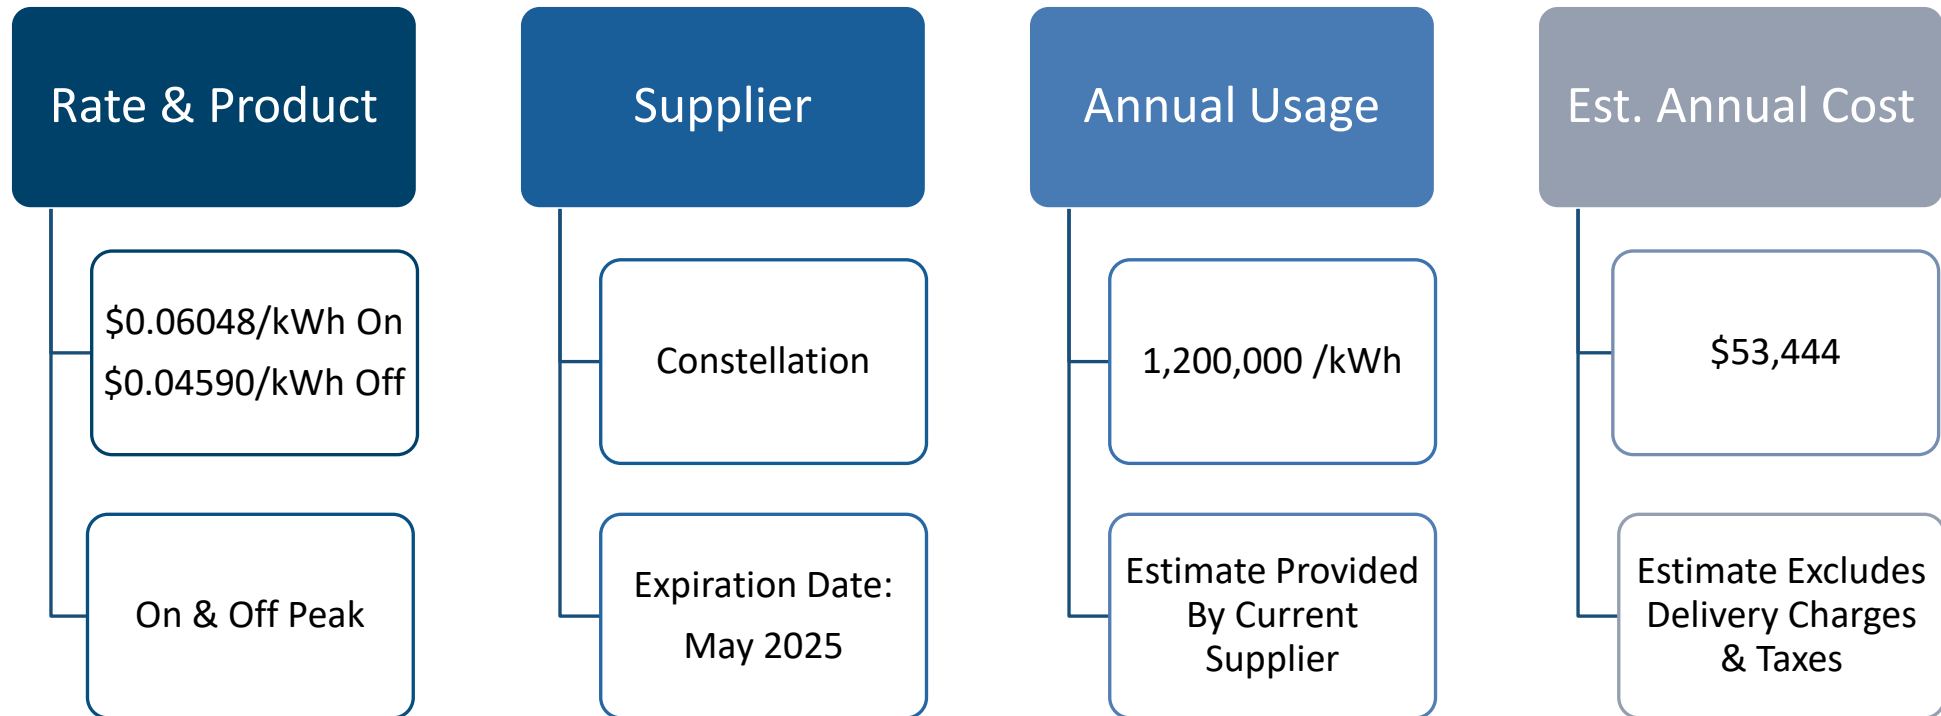 Rate & Product
$0.06048/kWh On
$0.04590/kWh Off
On & Off Peak
Supplier
Constellation
Expiration Date:
May 2025
Annual Usage
1,200,000 /kWh
Estimate Provided
By Current
Supplier
Est. Annual Cost
$53,444
Estimate Excludes
Delivery Charges
& Taxes